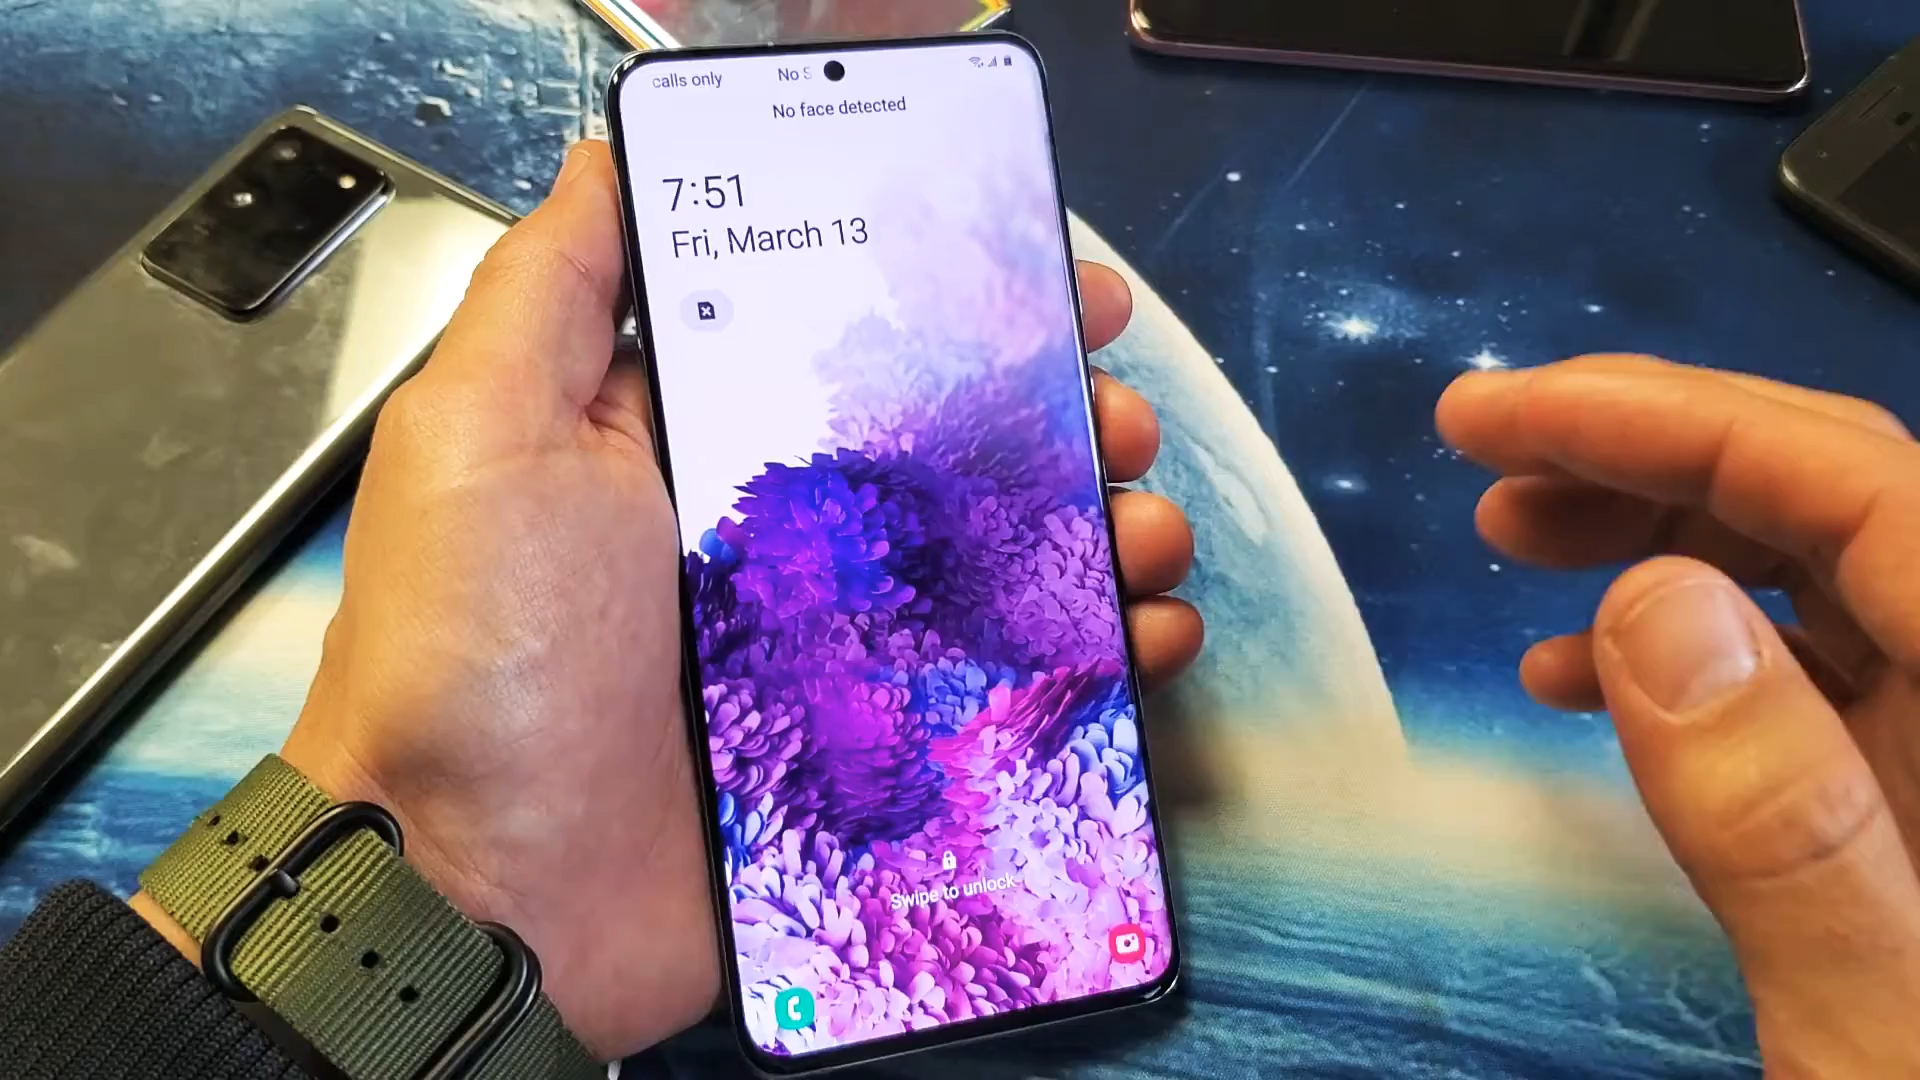 calls only No S
No face detected
7:51
Fri, March 13
Swipe to unlock